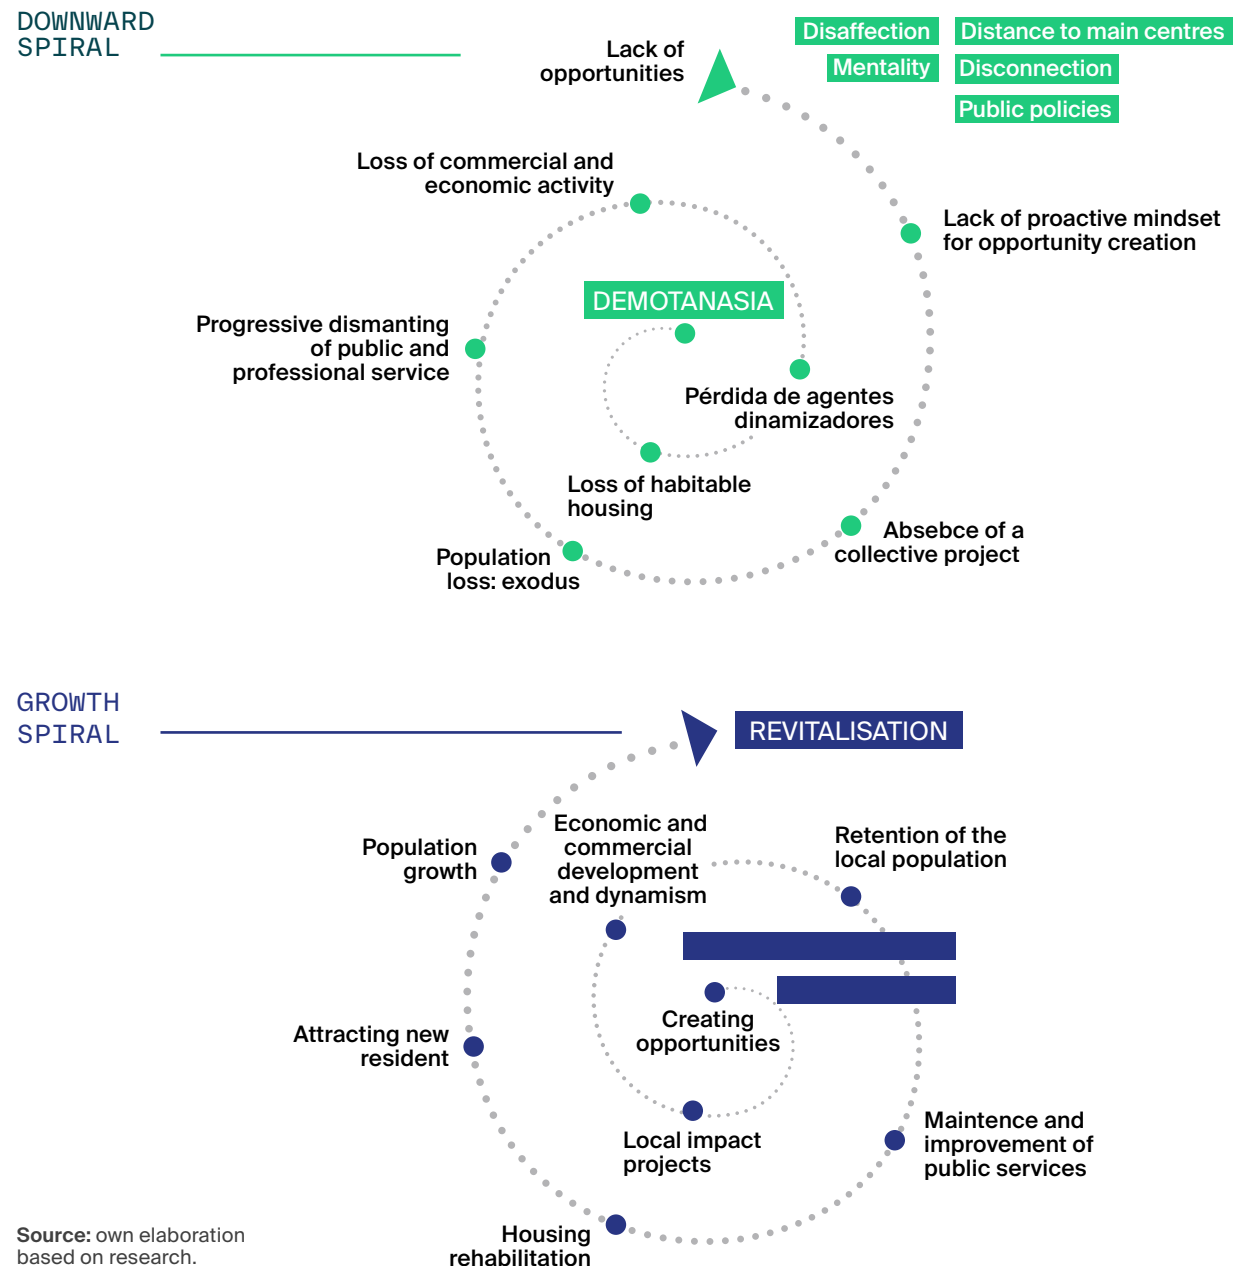 DOWNWARD
SPIRAL
Disaffection
Distance to main centres
Mentality
Disconnection
Public policies
Lack of
opportunities
Lack of proactive mindset
for opportunity creation
Absebce of a
collective project
Population
loss: exodus
Progressive dismanting
of public and
professional service
Loss of commercial and
economic activity
Pérdida de agentes
dinamizadores
Loss of habitable
housing
DEMOTANASIA
GROWTH
SPIRAL
REVITALISATION
Population
growth
Economic and
commercial
development
and dynamism
Retention of the
local population
Creating
opportunities
Attracting new
resident
Local impact
projects
Maintence and
improvement of
public services
Housing
rehabilitation
Source: own elaboration
based on research.